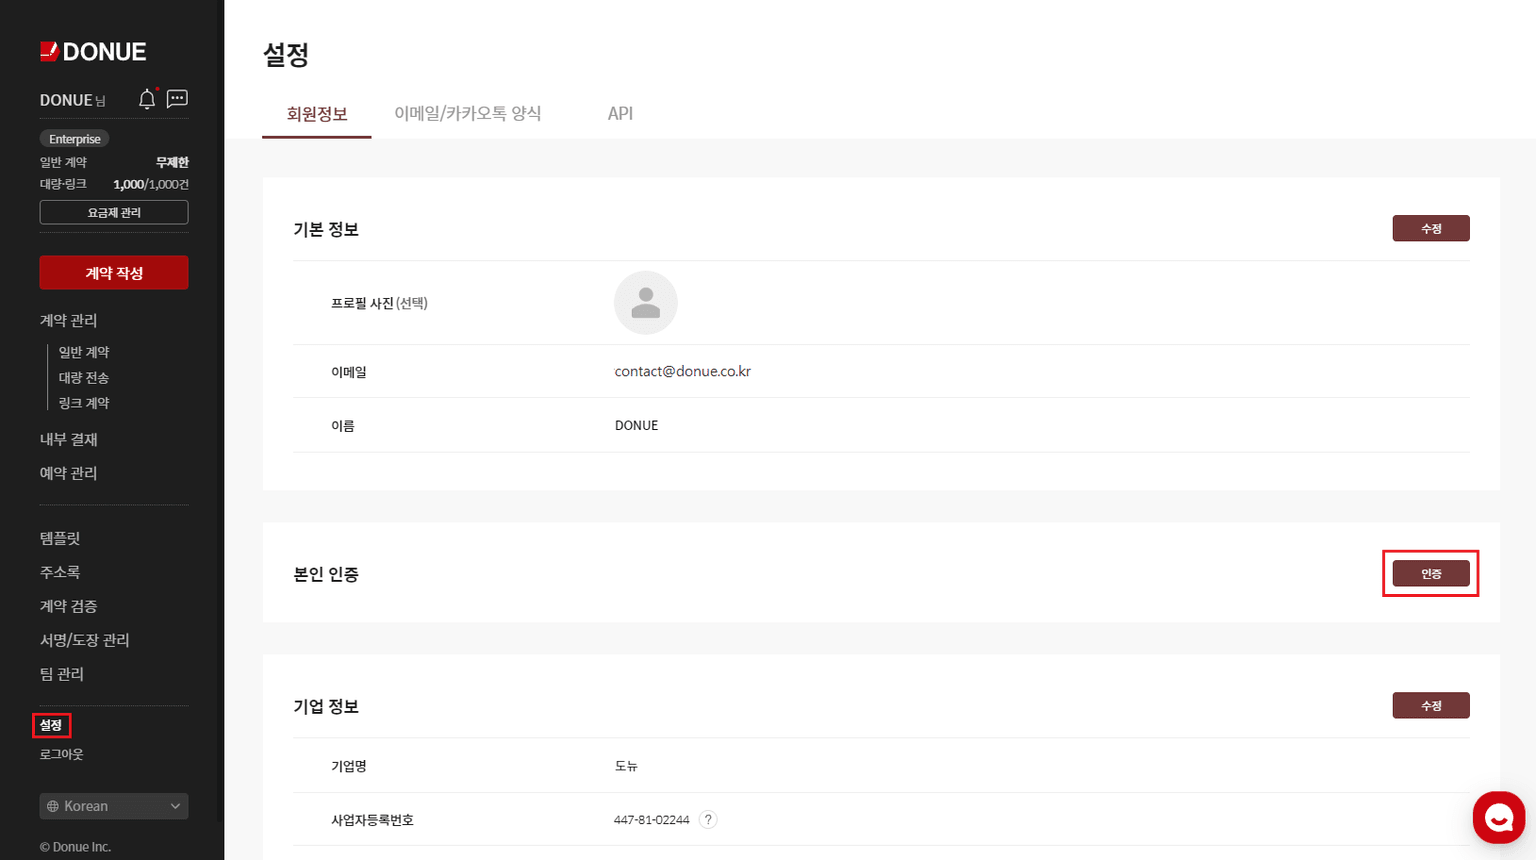 DONUE
DONUE 님
Enterprise
일반 계약 무제한
대량·링크 1,000/1,000건
요금제 관리
계약 작성
계약 관리
일반 계약
대량 전송
링크 계약
내부 결재
예약 관리
템플릿
주소록
계약 검증
서명/도장 관리
팀 관리
설정
로그아웃
Korean
© Donue Inc.
설정
회원정보 이메일/카카오톡 양식 API
기본 정보 수정
프로필 사진 (선택)
이메일 contact@donue.co.kr
이름 DONUE
본인 인증 인증
기업 정보 수정
기업명 도뉴
사업자등록번호 447-81-02244 ?